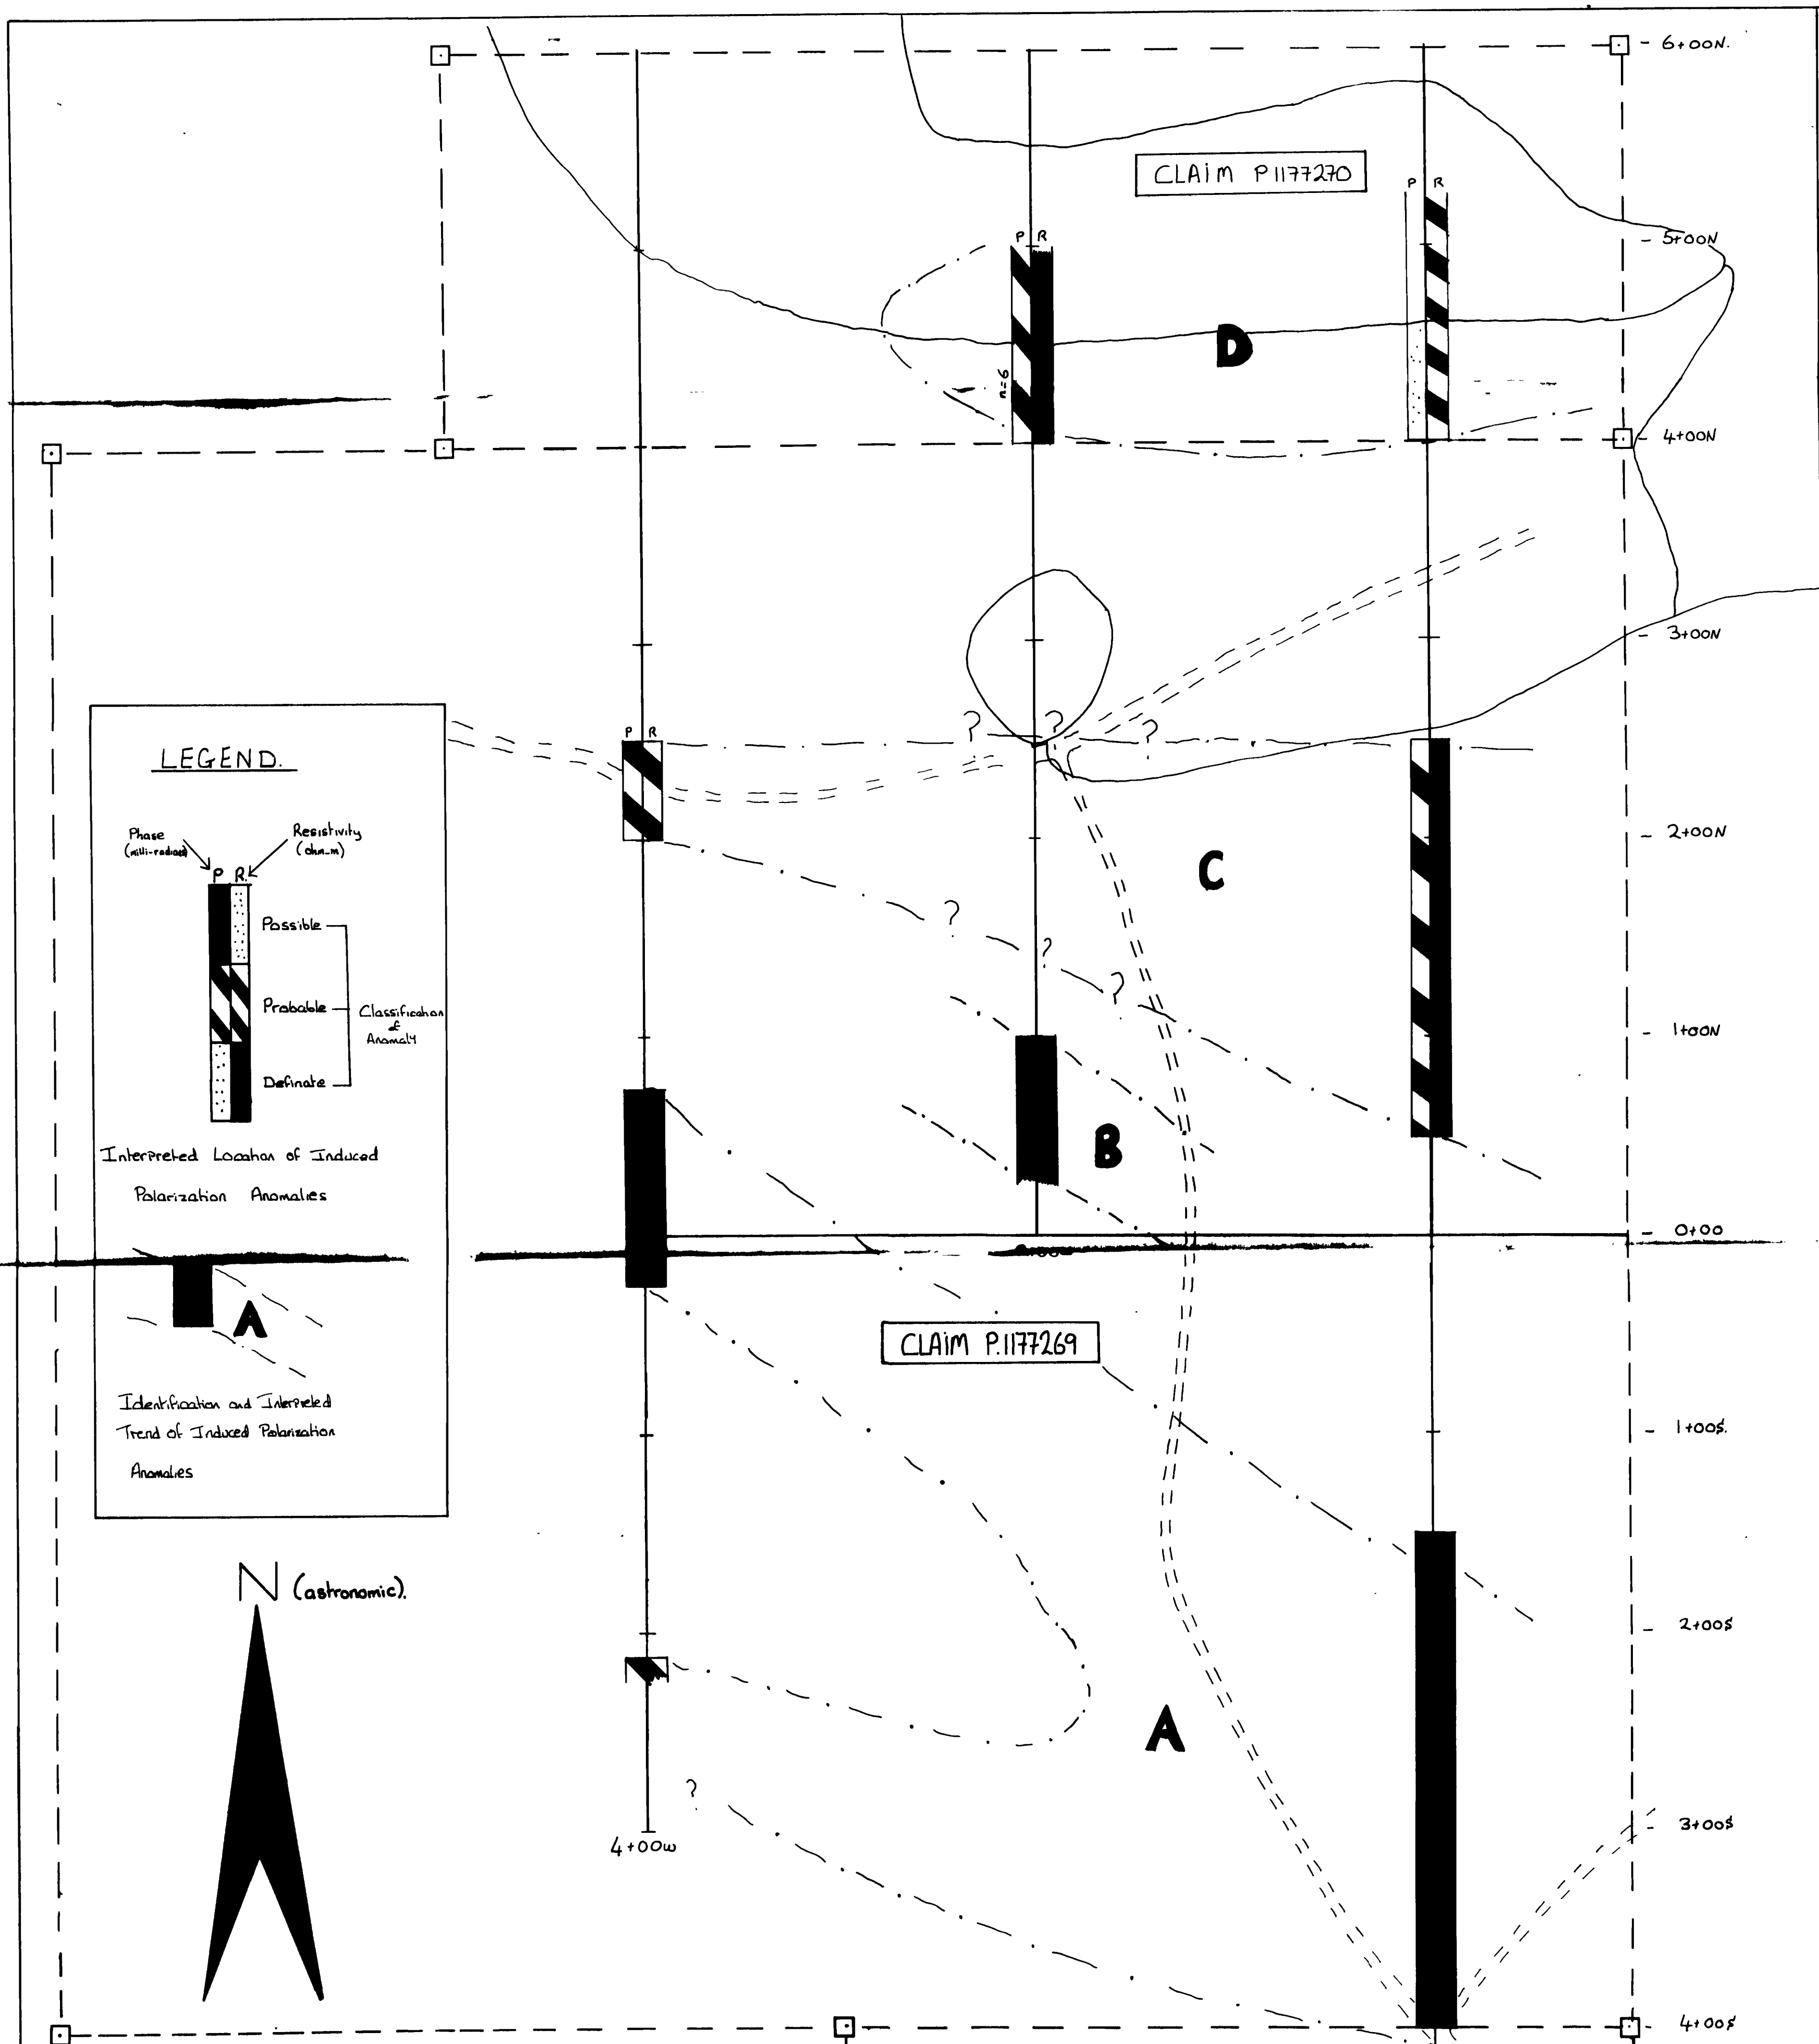 6+00N.
CLAIM P1177270
P R
5+00N
P R
D
n=6
4+00N
3+00N
? ? ?
P R
LEGEND.
2+00N
Phase
(milli-radians)
Resistivity
(ohm-m)
C
P R.
?
Possible
?
?
Probable
Classification
of
Anomaly
1+00N
Definate
B
Interpreted Location of Induced
Polarization Anomalies
0+00
A
CLAIM P.1177269
Identification and Interpreted
Trend of Induced Polarization
Anomalies
1+00S.
N (astronomic).
2+00S
A
?
3+00S
4+00W
4+00S